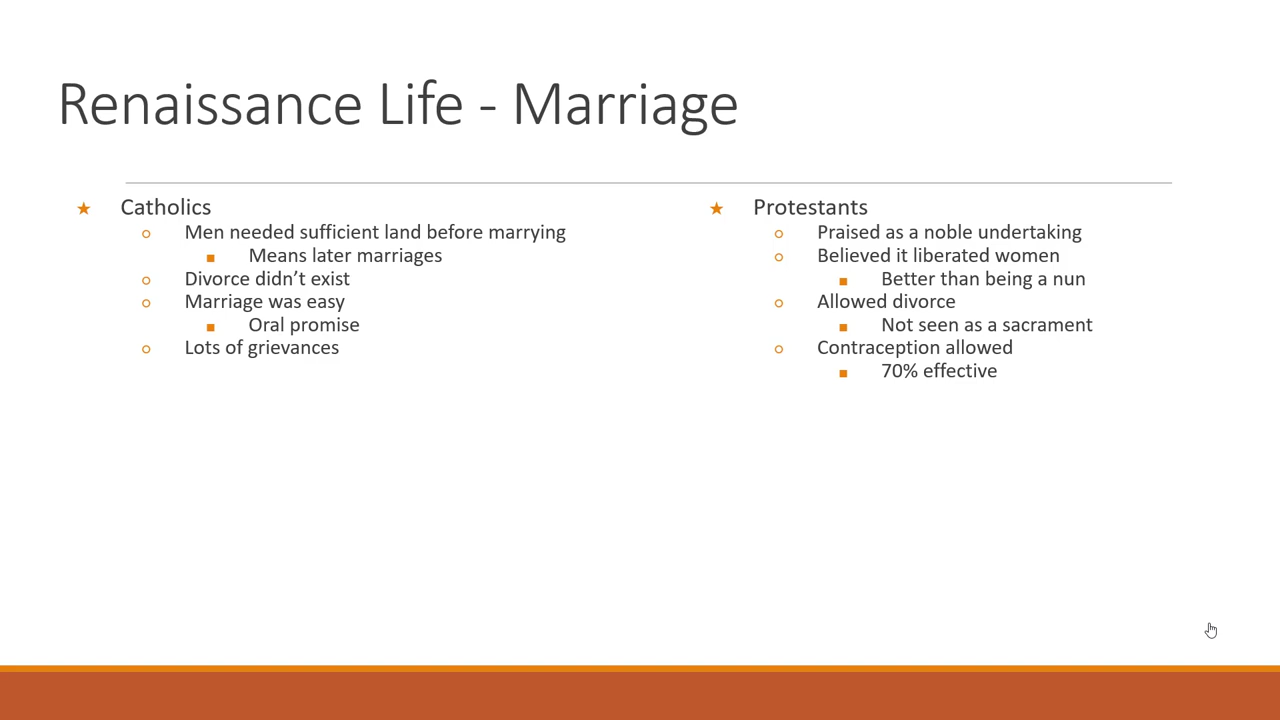 Renaissance Life - Marriage
Catholics
Men needed sufficient land before marrying
Means later marriages
Divorce didn’t exist
Marriage was easy
Oral promise
Lots of grievances
Protestants
Praised as a noble undertaking
Believed it liberated women
Better than being a nun
Allowed divorce
Not seen as a sacrament
Contraception allowed
70% effective